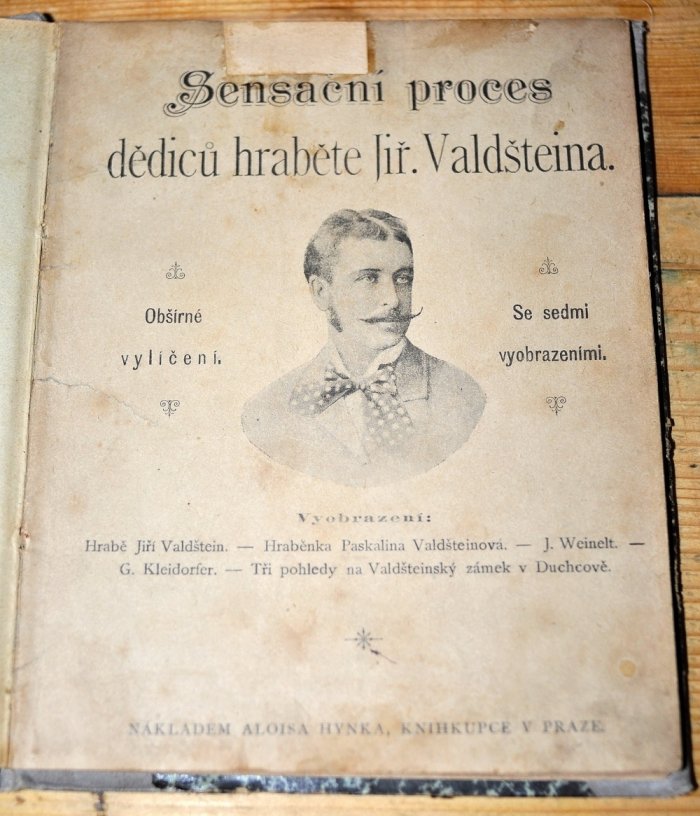 Sensační proces
dědiců hraběte Jiř. Valdšteina.
Obšírné
vylíčení.
Se sedmi
vyobrazeními.
Vyobrazení:
Hrabě Jiří Valdštein. — Hraběnka Paskalina Valdšteinová. — J. Weinelt. —
G. Kleidorfer. — Tři pohledy na Valdšteinský zámek v Duchcově.
NÁKLADEM ALOISA HYNKA, KNIHKUPCE V PRAZE.